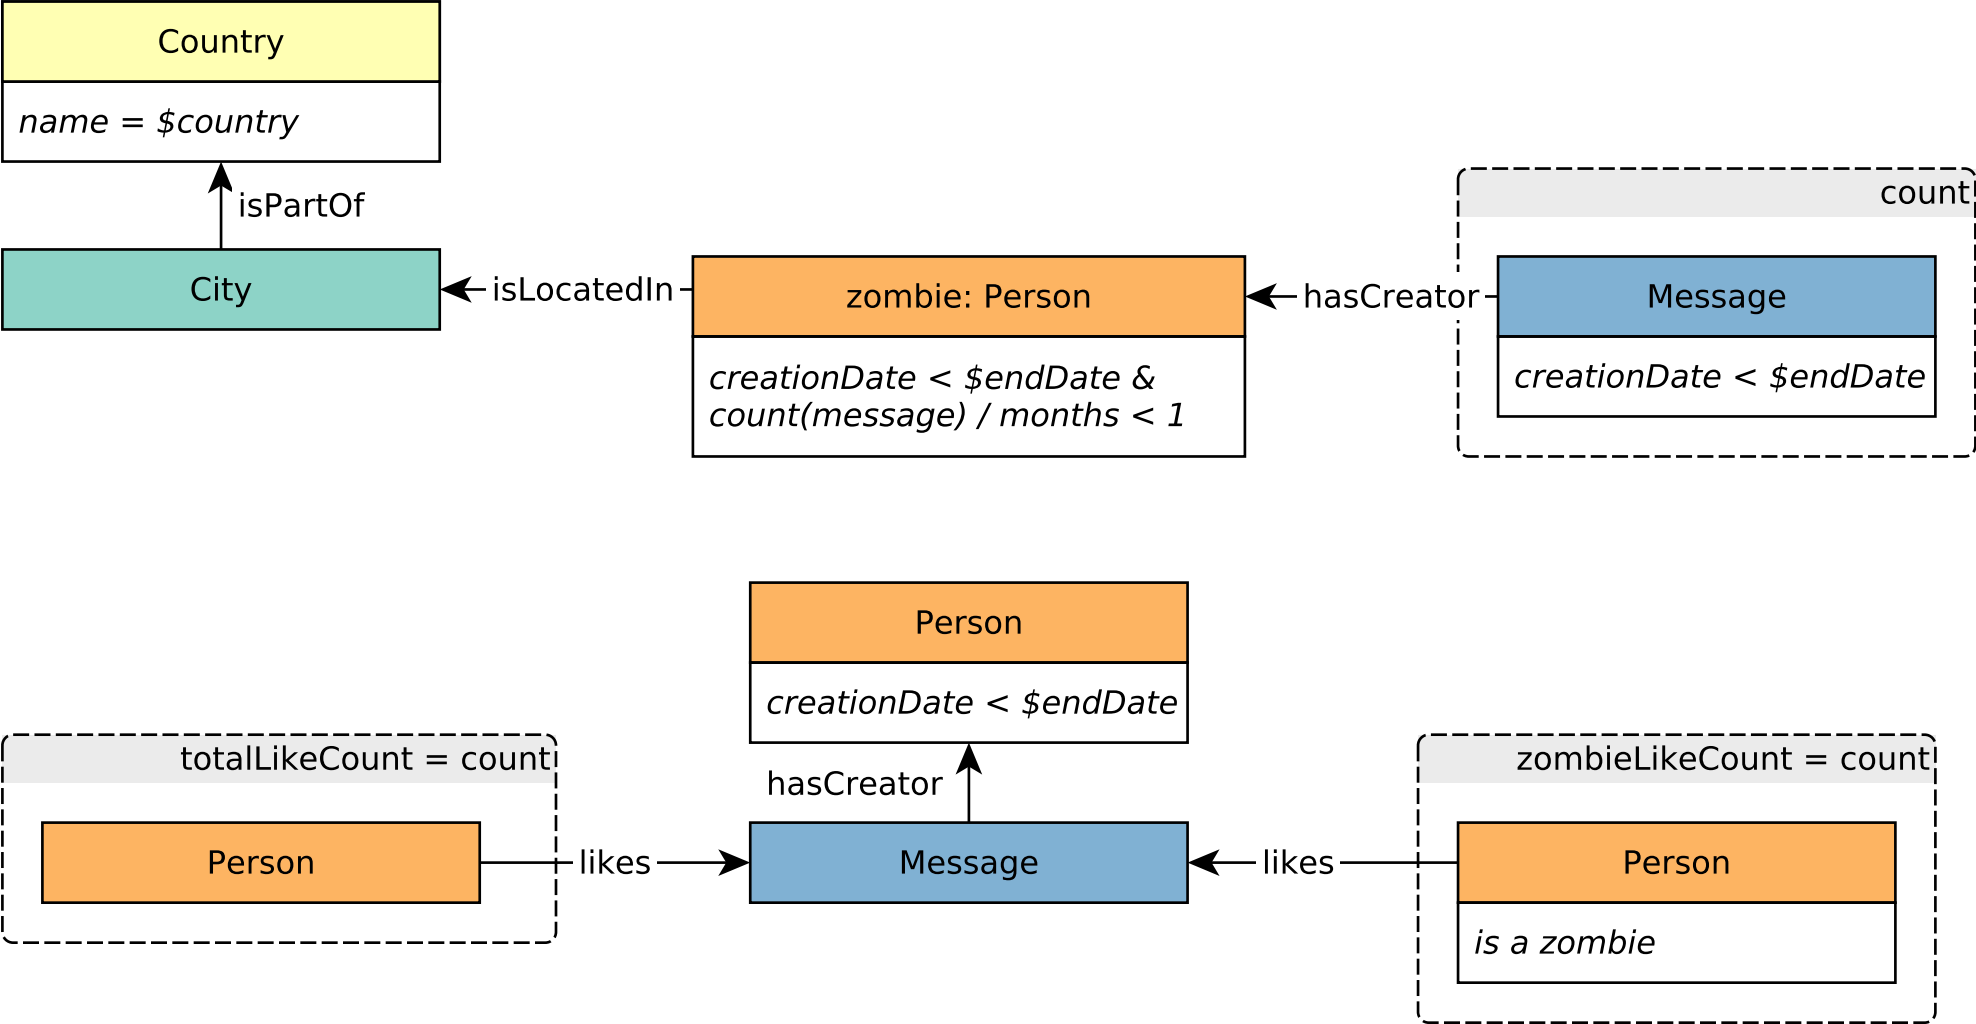 Country
name = $country
isPartOf
count
City
isLocatedIn
zombie: Person
hasCreator
Message
creationDate < $endDate &
count(message) / months < 1
creationDate < $endDate
Person
creationDate < $endDate
totalLikeCount = count
hasCreator
zombieLikeCount = count
Person
likes
Message
likes
Person
is a zombie